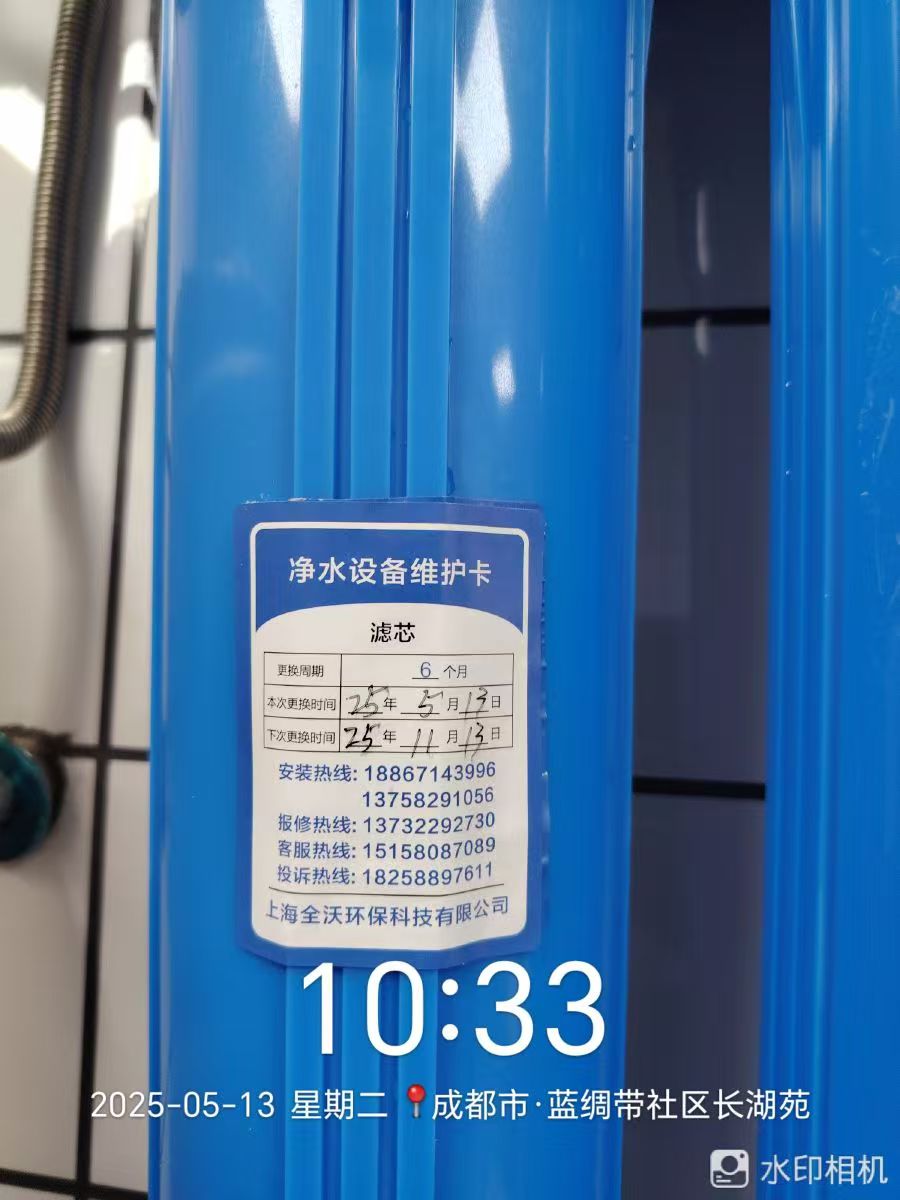 净水设备维护卡
滤芯
更换周期 6 个月
本次更换时间 25 年 5 月 13 日
下次更换时间 25 年 11 月 13 日
安装热线: 18867143996
13758291056
报修热线: 13732292730
客服热线: 15158087089
投诉热线: 18258897611
上海全沃环保科技有限公司
10:33
2025-05-13 星期二 📍成都市·蓝绸带社区长湖苑
水印相机